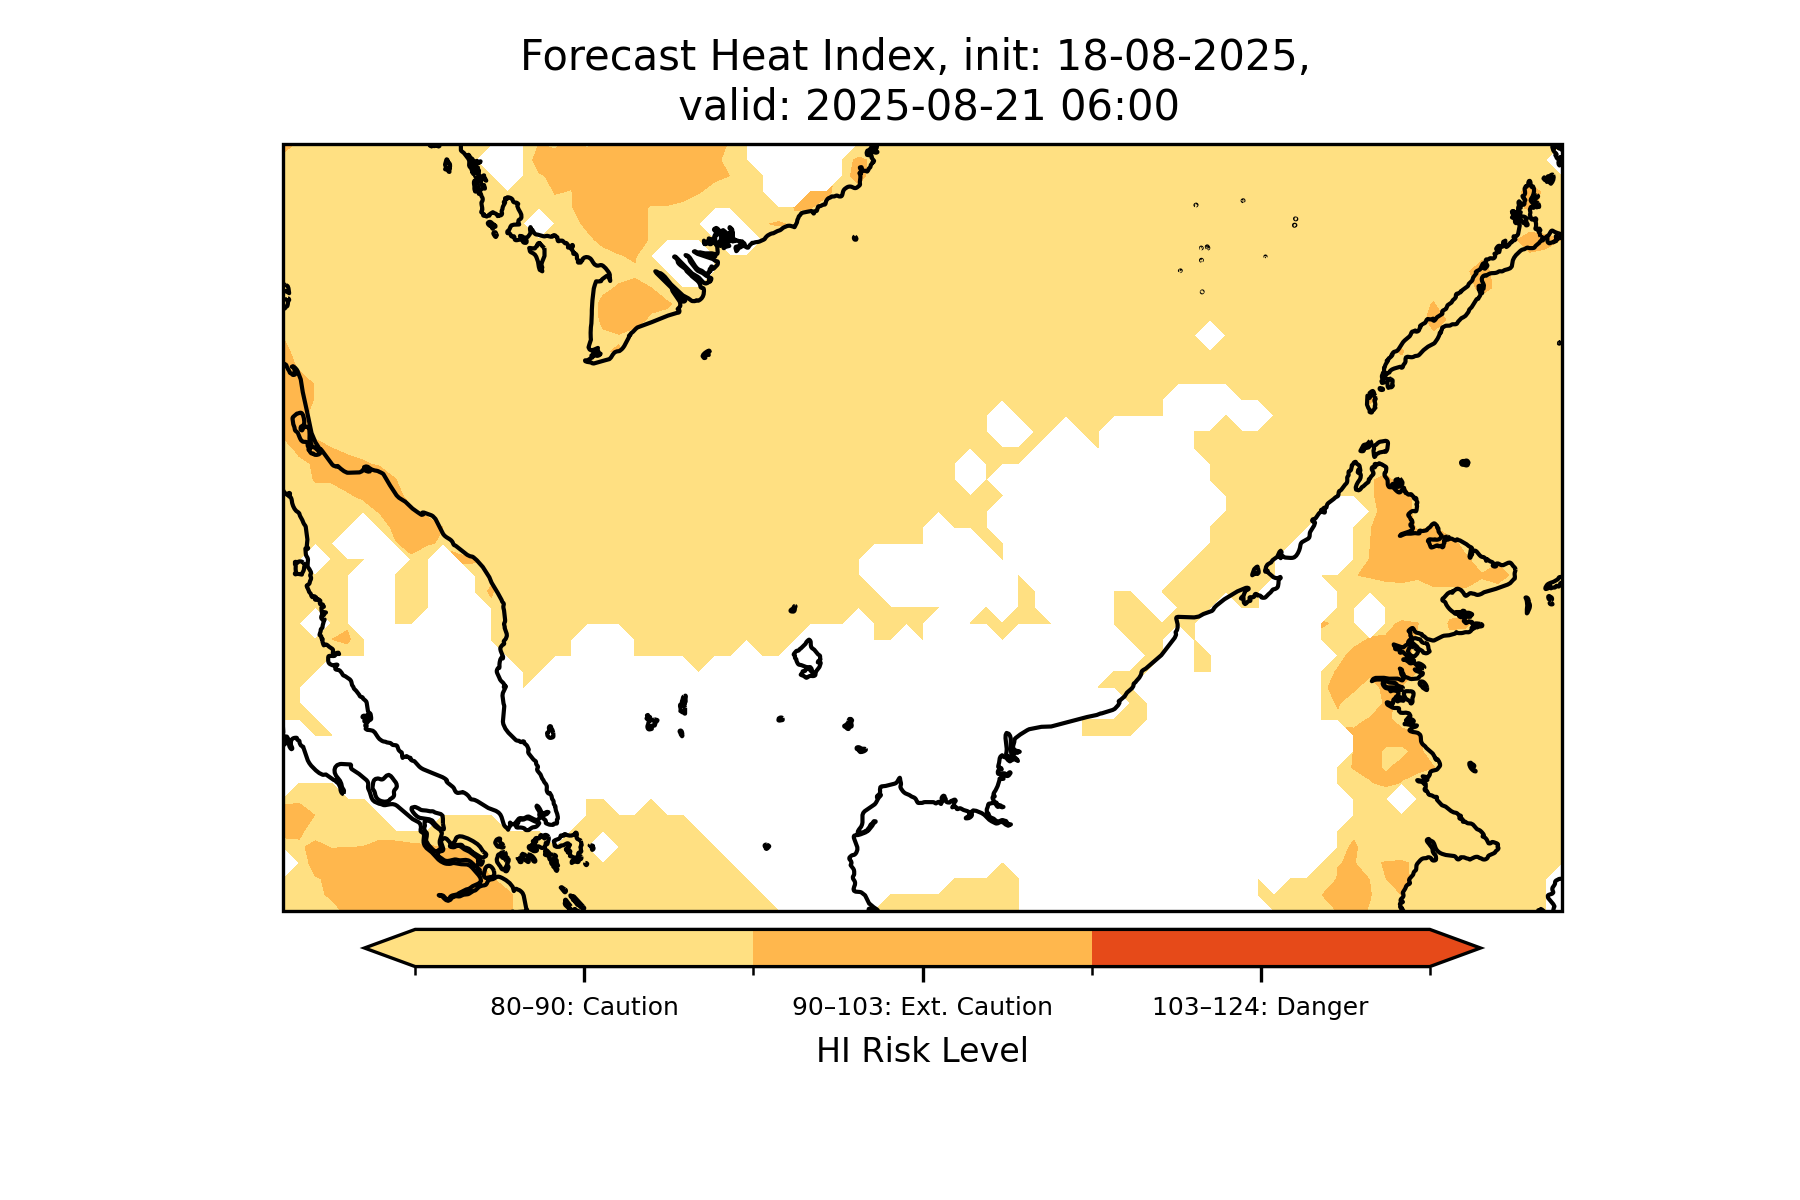 Forecast Heat Index, init: 18-08-2025,
valid: 2025-08-21 06:00
80–90: Caution
90–103: Ext. Caution
103–124: Danger
HI Risk Level